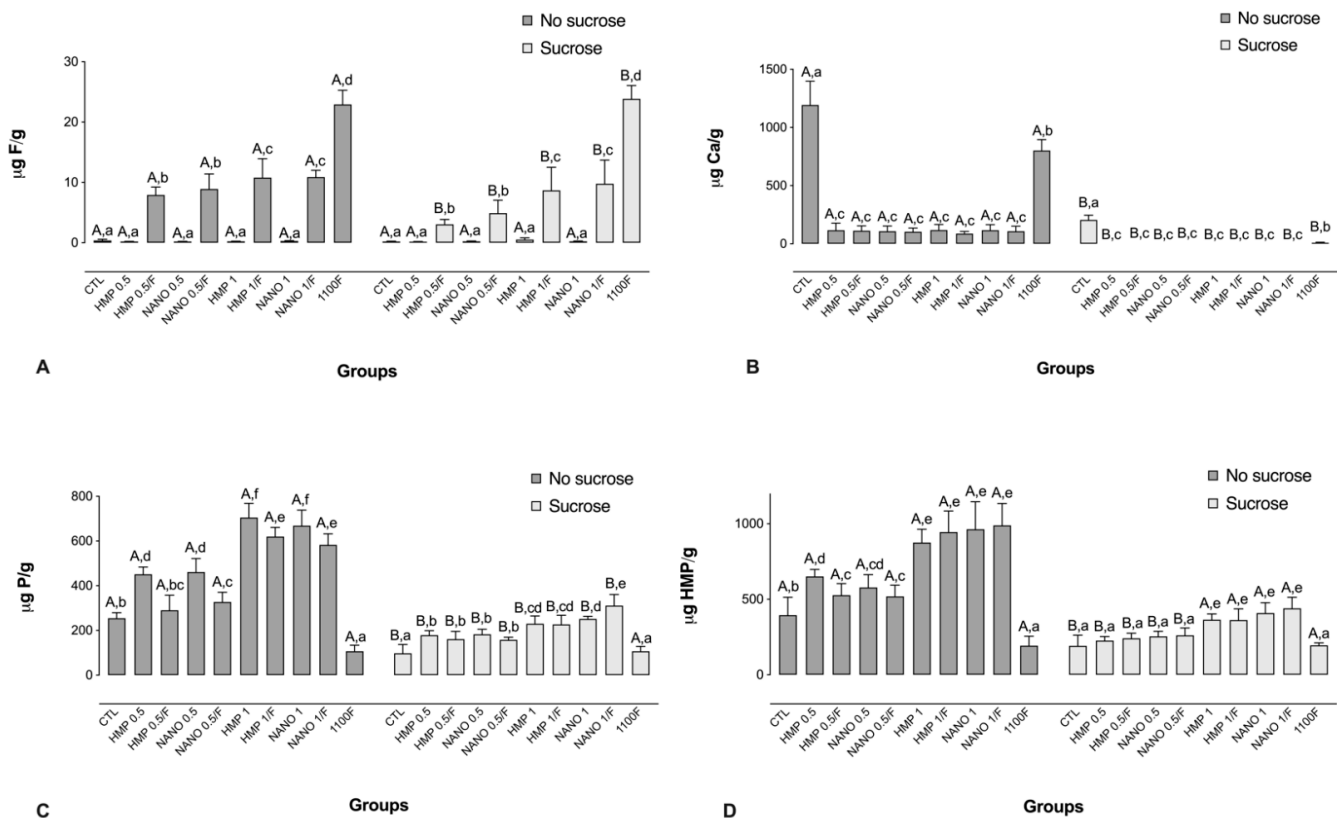 No sucrose
Sucrose
µg F/g
30
20
10
0
A,a A,a A,b A,a A,b A,a A,c A,a A,c A,d
A,a A,a B,b A,a B,b A,a B,c A,a B,c B,d
CTL HMP 0.5 HMP 0.5/F NANO 0.5 NANO 0.5/F HMP 1 HMP 1/F NANO 1 NANO 1/F 1100F
CTL HMP 0.5 HMP 0.5/F NANO 0.5 NANO 0.5/F HMP 1 HMP 1/F NANO 1 NANO 1/F 1100F
A
Groups
No sucrose
Sucrose
µg Ca/g
1500
1000
500
0
A,a A,c A,c A,c A,c A,c A,c A,c A,c A,b
B,a B,c B,c B,c B,c B,c B,c B,c B,c B,b
CTL HMP 0.5 HMP 0.5/F NANO 0.5 NANO 0.5/F HMP 1 HMP 1/F NANO 1 NANO 1/F 1100F
CTL HMP 0.5 HMP 0.5/F NANO 0.5 NANO 0.5/F HMP 1 HMP 1/F NANO 1 NANO 1/F 1100F
B
Groups
No sucrose
Sucrose
µg P/g
800
600
400
200
0
A,b A,d A,bc A,d A,c A,f A,e A,f A,e A,a
B,a B,b B,b B,b B,b B,cd B,cd B,d B,e A,a
CTL HMP 0.5 HMP 0.5/F NANO 0.5 NANO 0.5/F HMP 1 HMP 1/F NANO 1 NANO 1/F 1100F
CTL HMP 0.5 HMP 0.5/F NANO 0.5 NANO 0.5/F HMP 1 HMP 1/F NANO 1 NANO 1/F 1100F
C
Groups
No sucrose
Sucrose
µg HMP/g
1000
500
0
A,b A,d A,c A,cd A,c A,e A,e A,e A,e A,a
B,a B,a B,a B,a B,a A,e A,e A,e A,e A,a
CTL HMP 0.5 HMP 0.5/F NANO 0.5 NANO 0.5/F HMP 1 HMP 1/F NANO 1 NANO 1/F 1100F
CTL HMP 0.5 HMP 0.5/F NANO 0.5 NANO 0.5/F HMP 1 HMP 1/F NANO 1 NANO 1/F 1100F
D
Groups